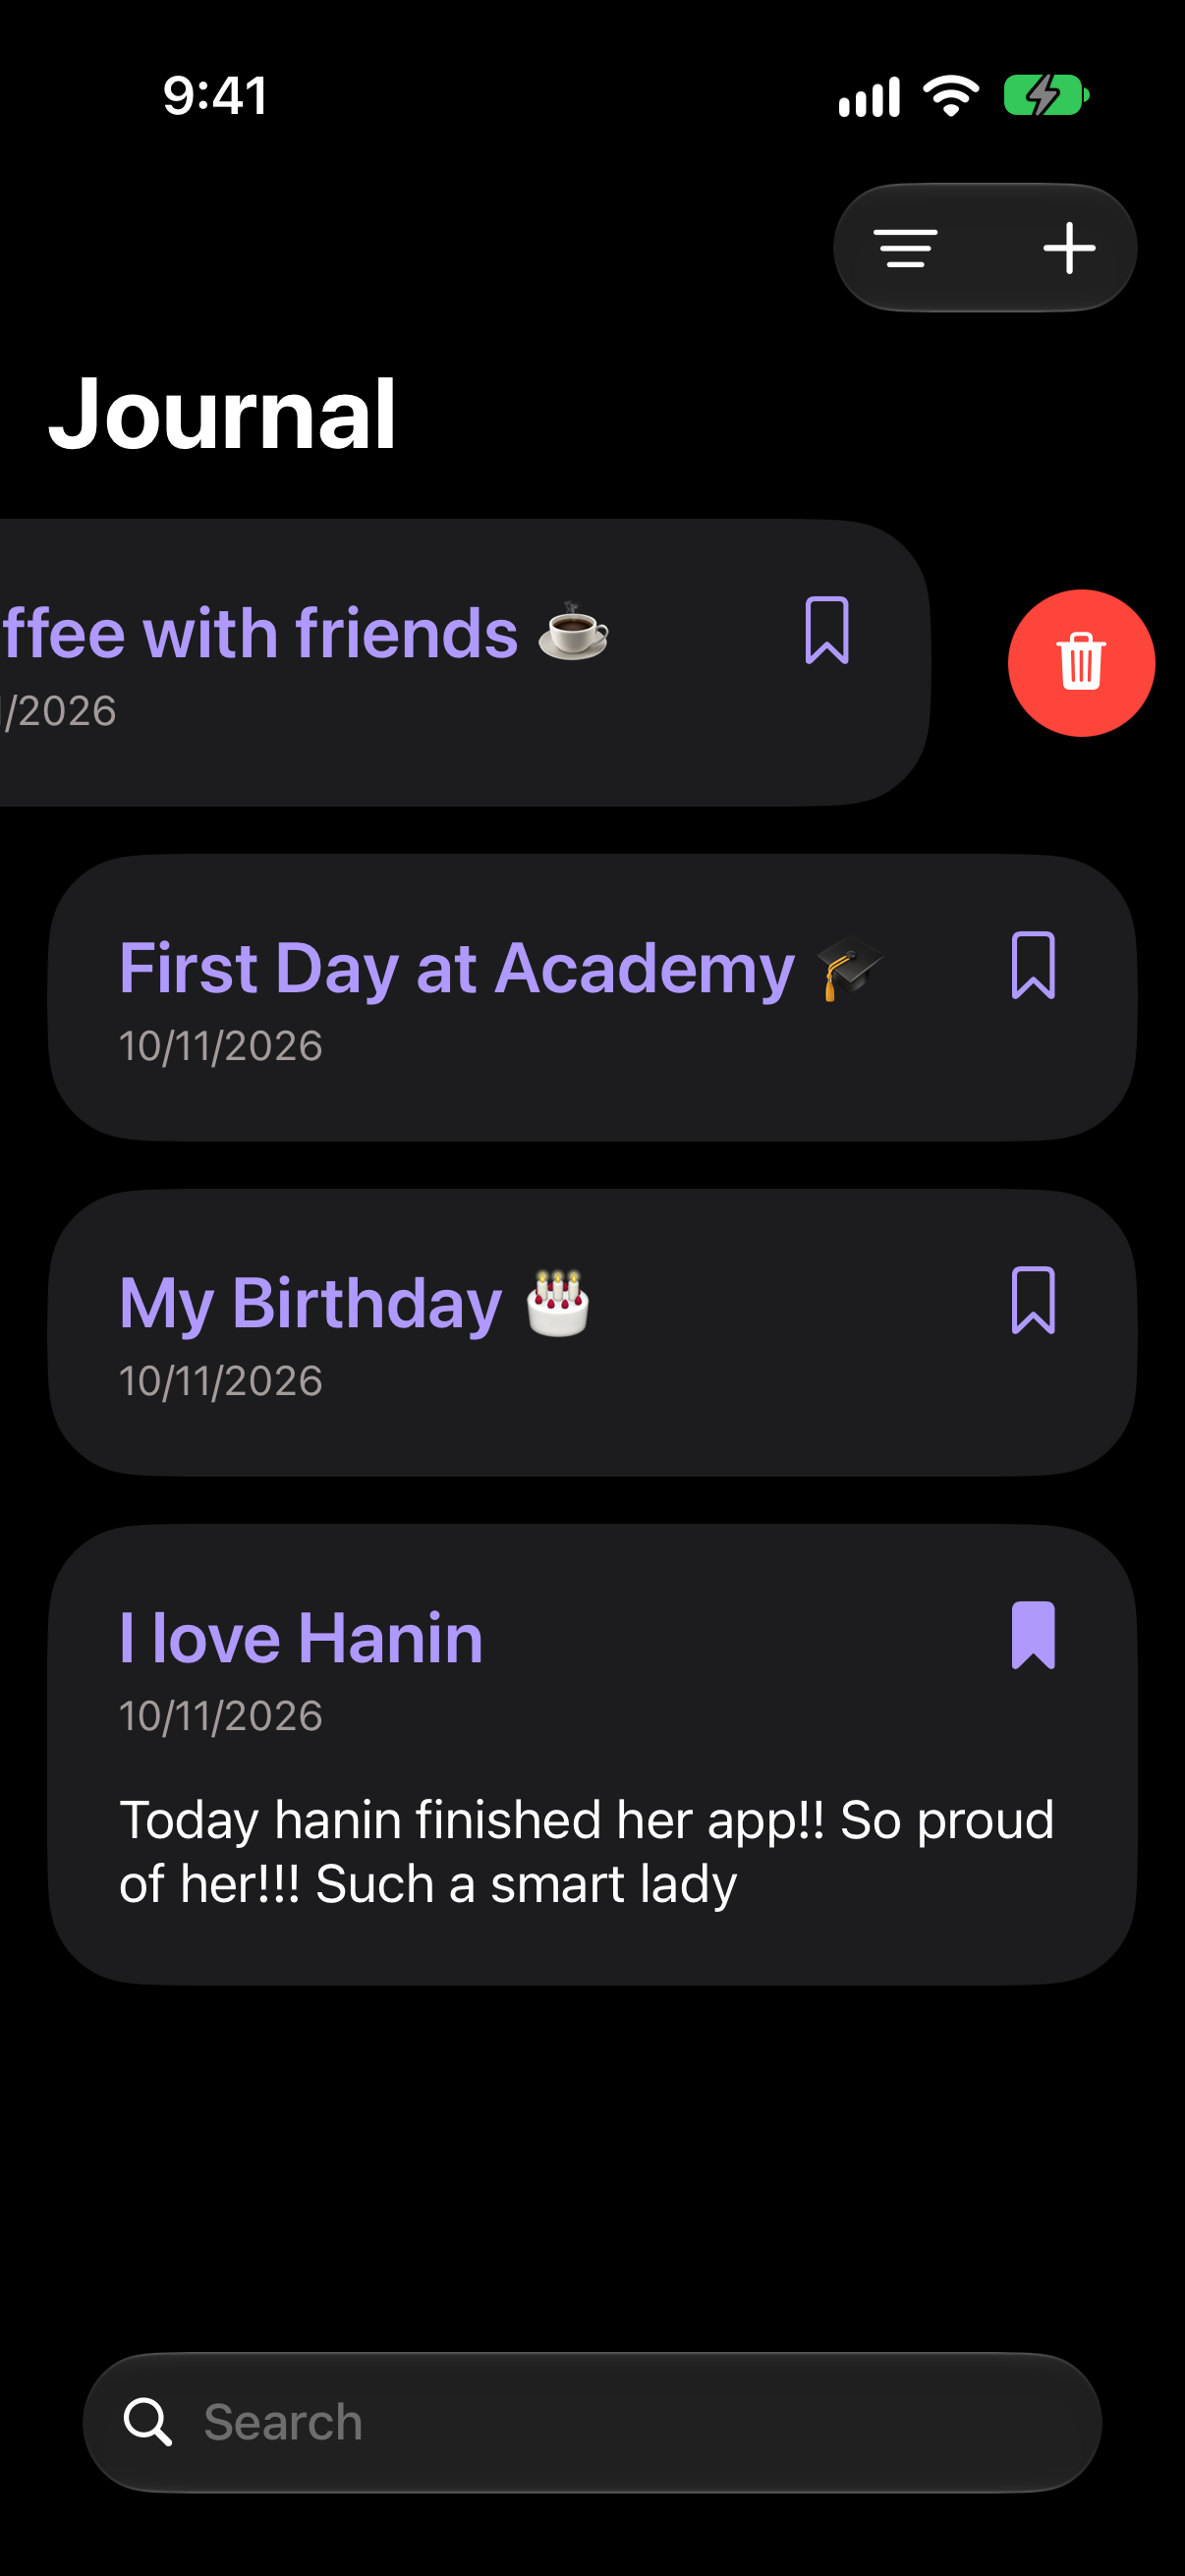 9:41
Journal
ffee with friends ☕
/2026
First Day at Academy 🎓
10/11/2026
My Birthday 🎂
10/11/2026
I love Hanin
10/11/2026
Today hanin finished her app!! So proud
of her!!! Such a smart lady
Search